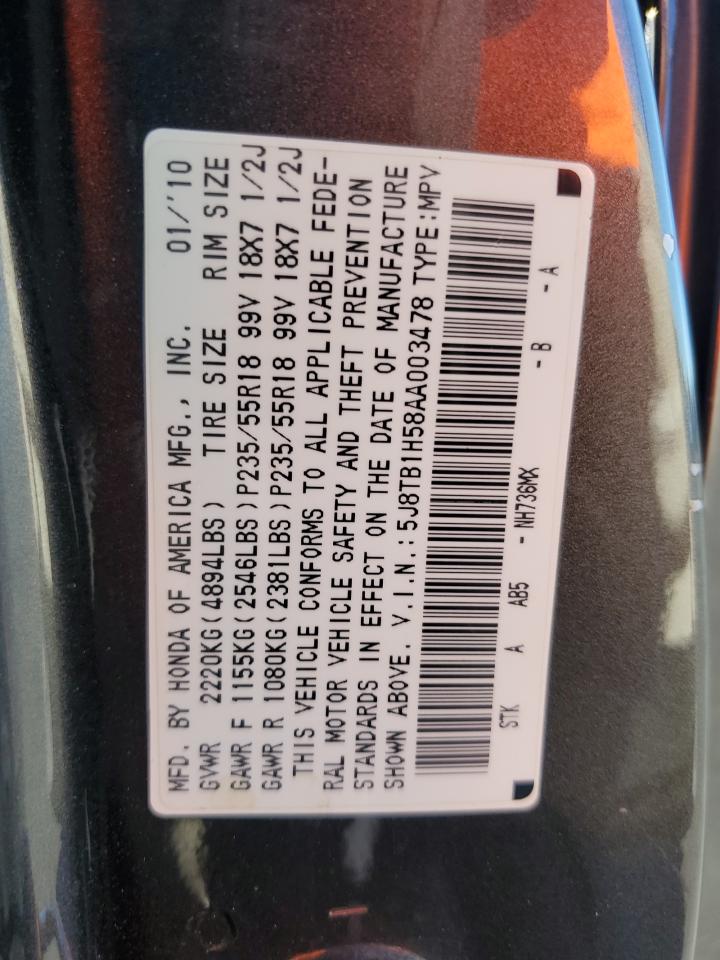 MFD. BY HONDA OF AMERICA MFG., INC. 01/'10
GVWR 2220KG(4894LBS) TIRE SIZE RIM SIZE
GAWR F 1155KG(2546LBS)P235/55R18 99V 18X7 1/2J
GAWR R 1080KG(2381LBS)P235/55R18 99V 18X7 1/2J
THIS VEHICLE CONFORMS TO ALL APPLICABLE FEDE-
RAL MOTOR VEHICLE SAFETY AND THEFT PREVENTION
STANDARDS IN EFFECT ON THE DATE OF MANUFACTURE
SHOWN ABOVE. V.I.N.:5J8TB1H58AA003478 TYPE:MPV
STK A AB5 - NH736MX - B - A